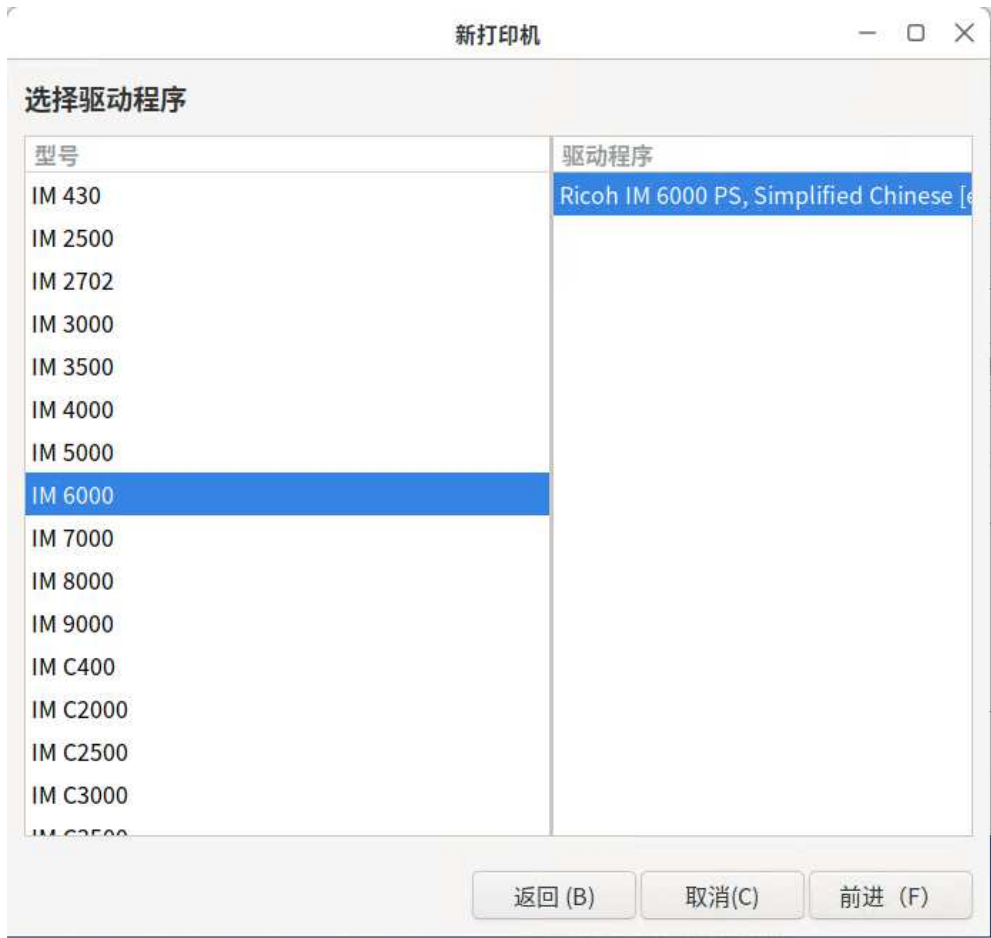 新打印机
选择驱动程序
型号
驱动程序
IM 430
Ricoh IM 6000 PS, Simplified Chinese [e
IM 2500
IM 2702
IM 3000
IM 3500
IM 4000
IM 5000
IM 6000
IM 7000
IM 8000
IM 9000
IM C400
IM C2000
IM C2500
IM C3000
IM C3500
返回 (B)
取消(C)
前进（F）